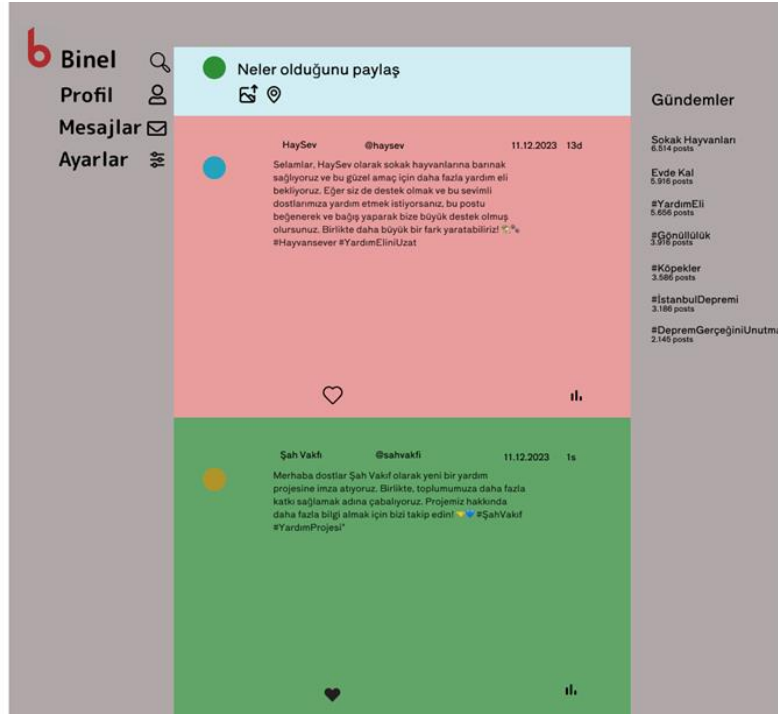 b Binel
Profil
Mesajlar
Ayarlar
Neler olduğunu paylaş
HaySev @haysev 11.12.2023 13d
Selamlar, HaySev olarak sokak hayvanlarına barınak
sağlıyoruz ve bu güzel amaç için daha fazla yardım eli
bekliyoruz. Eğer siz de destek olmak ve bu sevimli
dostlarımıza yardım etmek istiyorsanız, bu postu
beğenerek ve bağış yaparak bize büyük destek olmuş
olursunuz. Birlikte daha büyük bir fark yaratabiliriz! 🐕🐾
#Hayvansever #YardımEliniUzat
Şah Vakfı @sahvakfi 11.12.2023 1s
Merhaba dostlar Şah Vakıf olarak yeni bir yardım
projesine imza atıyoruz. Birlikte, toplumumuza daha fazla
katkı sağlamak adına çabalıyoruz. Projemiz hakkında
daha fazla bilgi almak için bizi takip edin! 🤝💙 #ŞahVakıf
#YardımProjesi"
Gündemler
Sokak Hayvanları
6.514 posts
Evde Kal
5.916 posts
#YardımEli
5.656 posts
#Gönüllülük
3.916 posts
#Köpekler
3.586 posts
#İstanbulDepremi
3.186 posts
#DepremGerçeğiniUnutma
2.145 posts